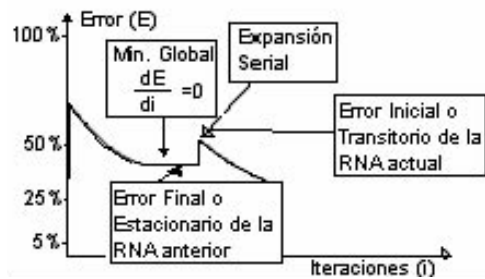 Error (E)
100%
50%
25%
5%
Mín. Global
dE
di
=0
Expansión
Serial
Error Inicial o
Transitorio de la
RNA actual
Error Final o
Estacionario de la
RNA anterior
Iteraciones (i)